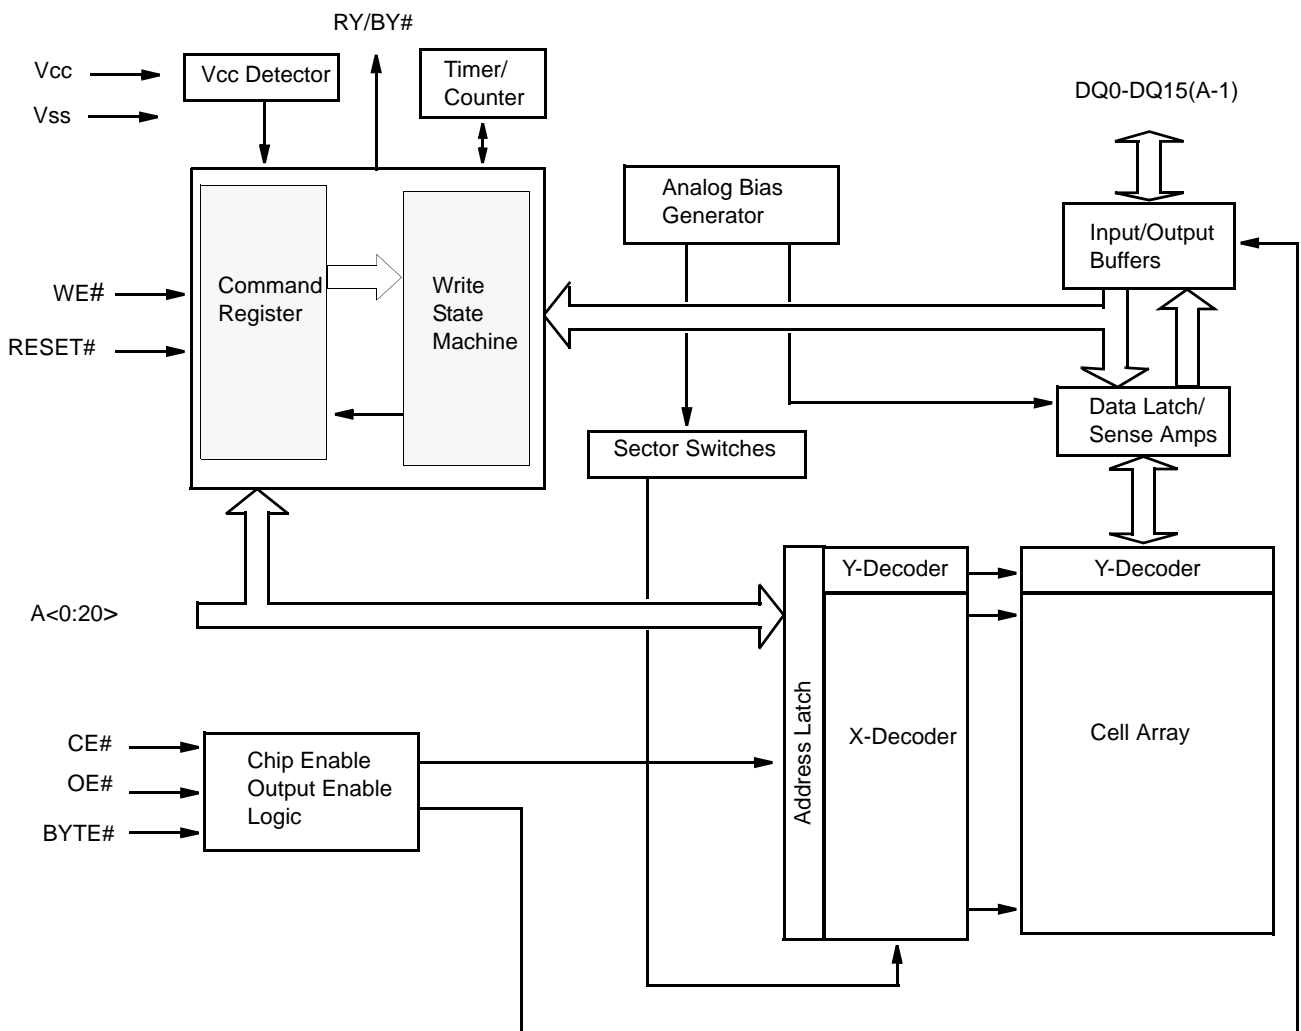 RY/BY#
Vcc
Vss
Vcc Detector
Timer/
Counter
DQ0-DQ15(A-1)
Analog Bias
Generator
Input/Output
Buffers
WE#
RESET#
Command
Register
Write
State
Machine
Data Latch/
Sense Amps
Sector Switches
A<0:20>
Y-Decoder
Y-Decoder
Address Latch
X-Decoder
Cell Array
CE#
OE#
BYTE#
Chip Enable
Output Enable
Logic